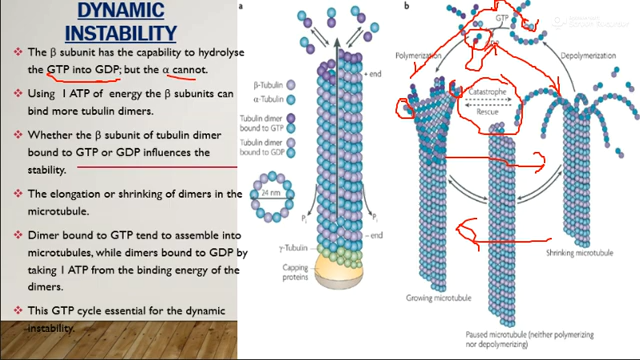 DYNAMIC
INSTABILITY
The β subunit has the capability to hydrolyse
the GTP into GDP; but the α cannot.
Using 1 ATP of energy the β subunits can
bind more tubulin dimers.
Whether the β subunit of tubulin dimer
bound to GTP or GDP influences the
stability.
The elongation or shrinking of dimers in the
microtubule.
Dimer bound to GTP tend to assemble into
microtubules, while dimers bound to GDP by
taking 1 ATP from the binding energy of the
dimers.
This GTP cycle essential for the dynamic
instability.
a
+ end
β-Tubulin
α-Tubulin
Tubulin dimer
bound to GTP
Tubulin dimer
bound to GDP
24 nm
Pi
Pi
– end
γ-Tubulin
Capping
proteins
b
GTP
Polymerization
Depolymerization
Catastrophe
Rescue
Shrinking microtubule
Growing microtubule
Paused microtubule (neither polymerizing
nor depolymerizing)